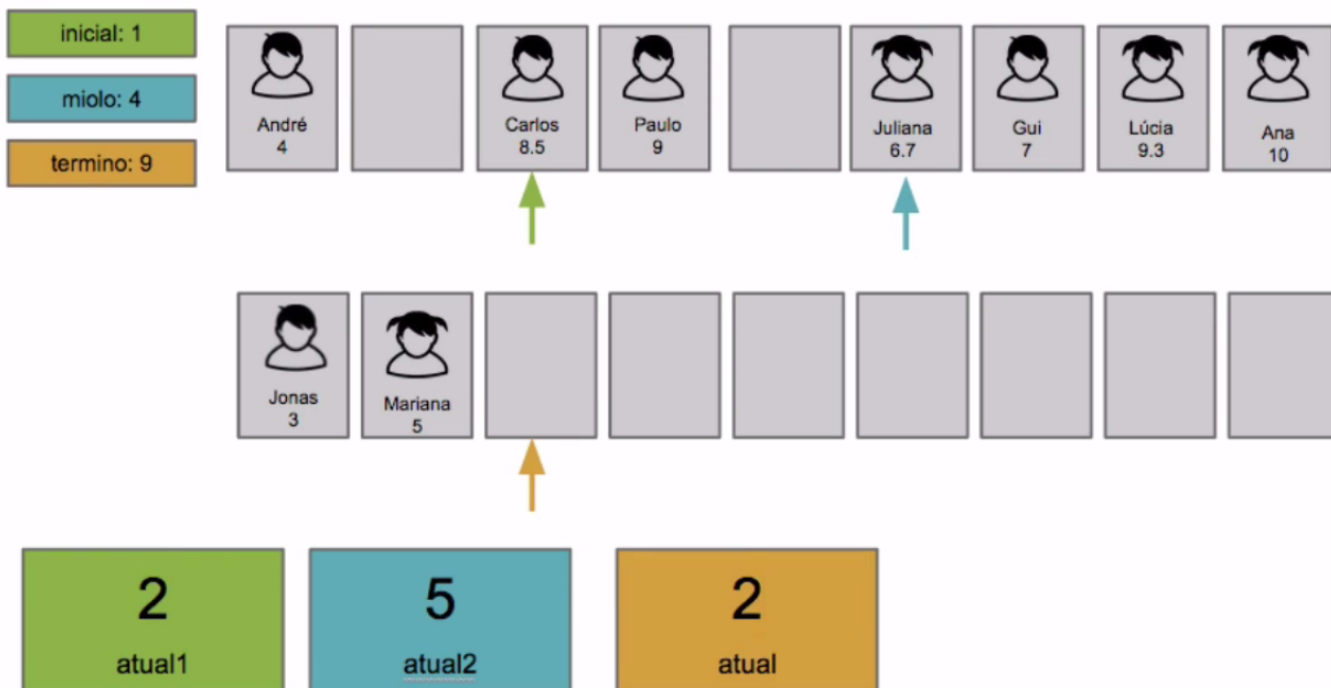 inicial: 1
miolo: 4
termino: 9
André
4
Carlos
8.5
Paulo
9
Juliana
6.7
Gui
7
Lúcia
9.3
Ana
10
Jonas
3
Mariana
5
2
atual1
5
atual2
2
atual